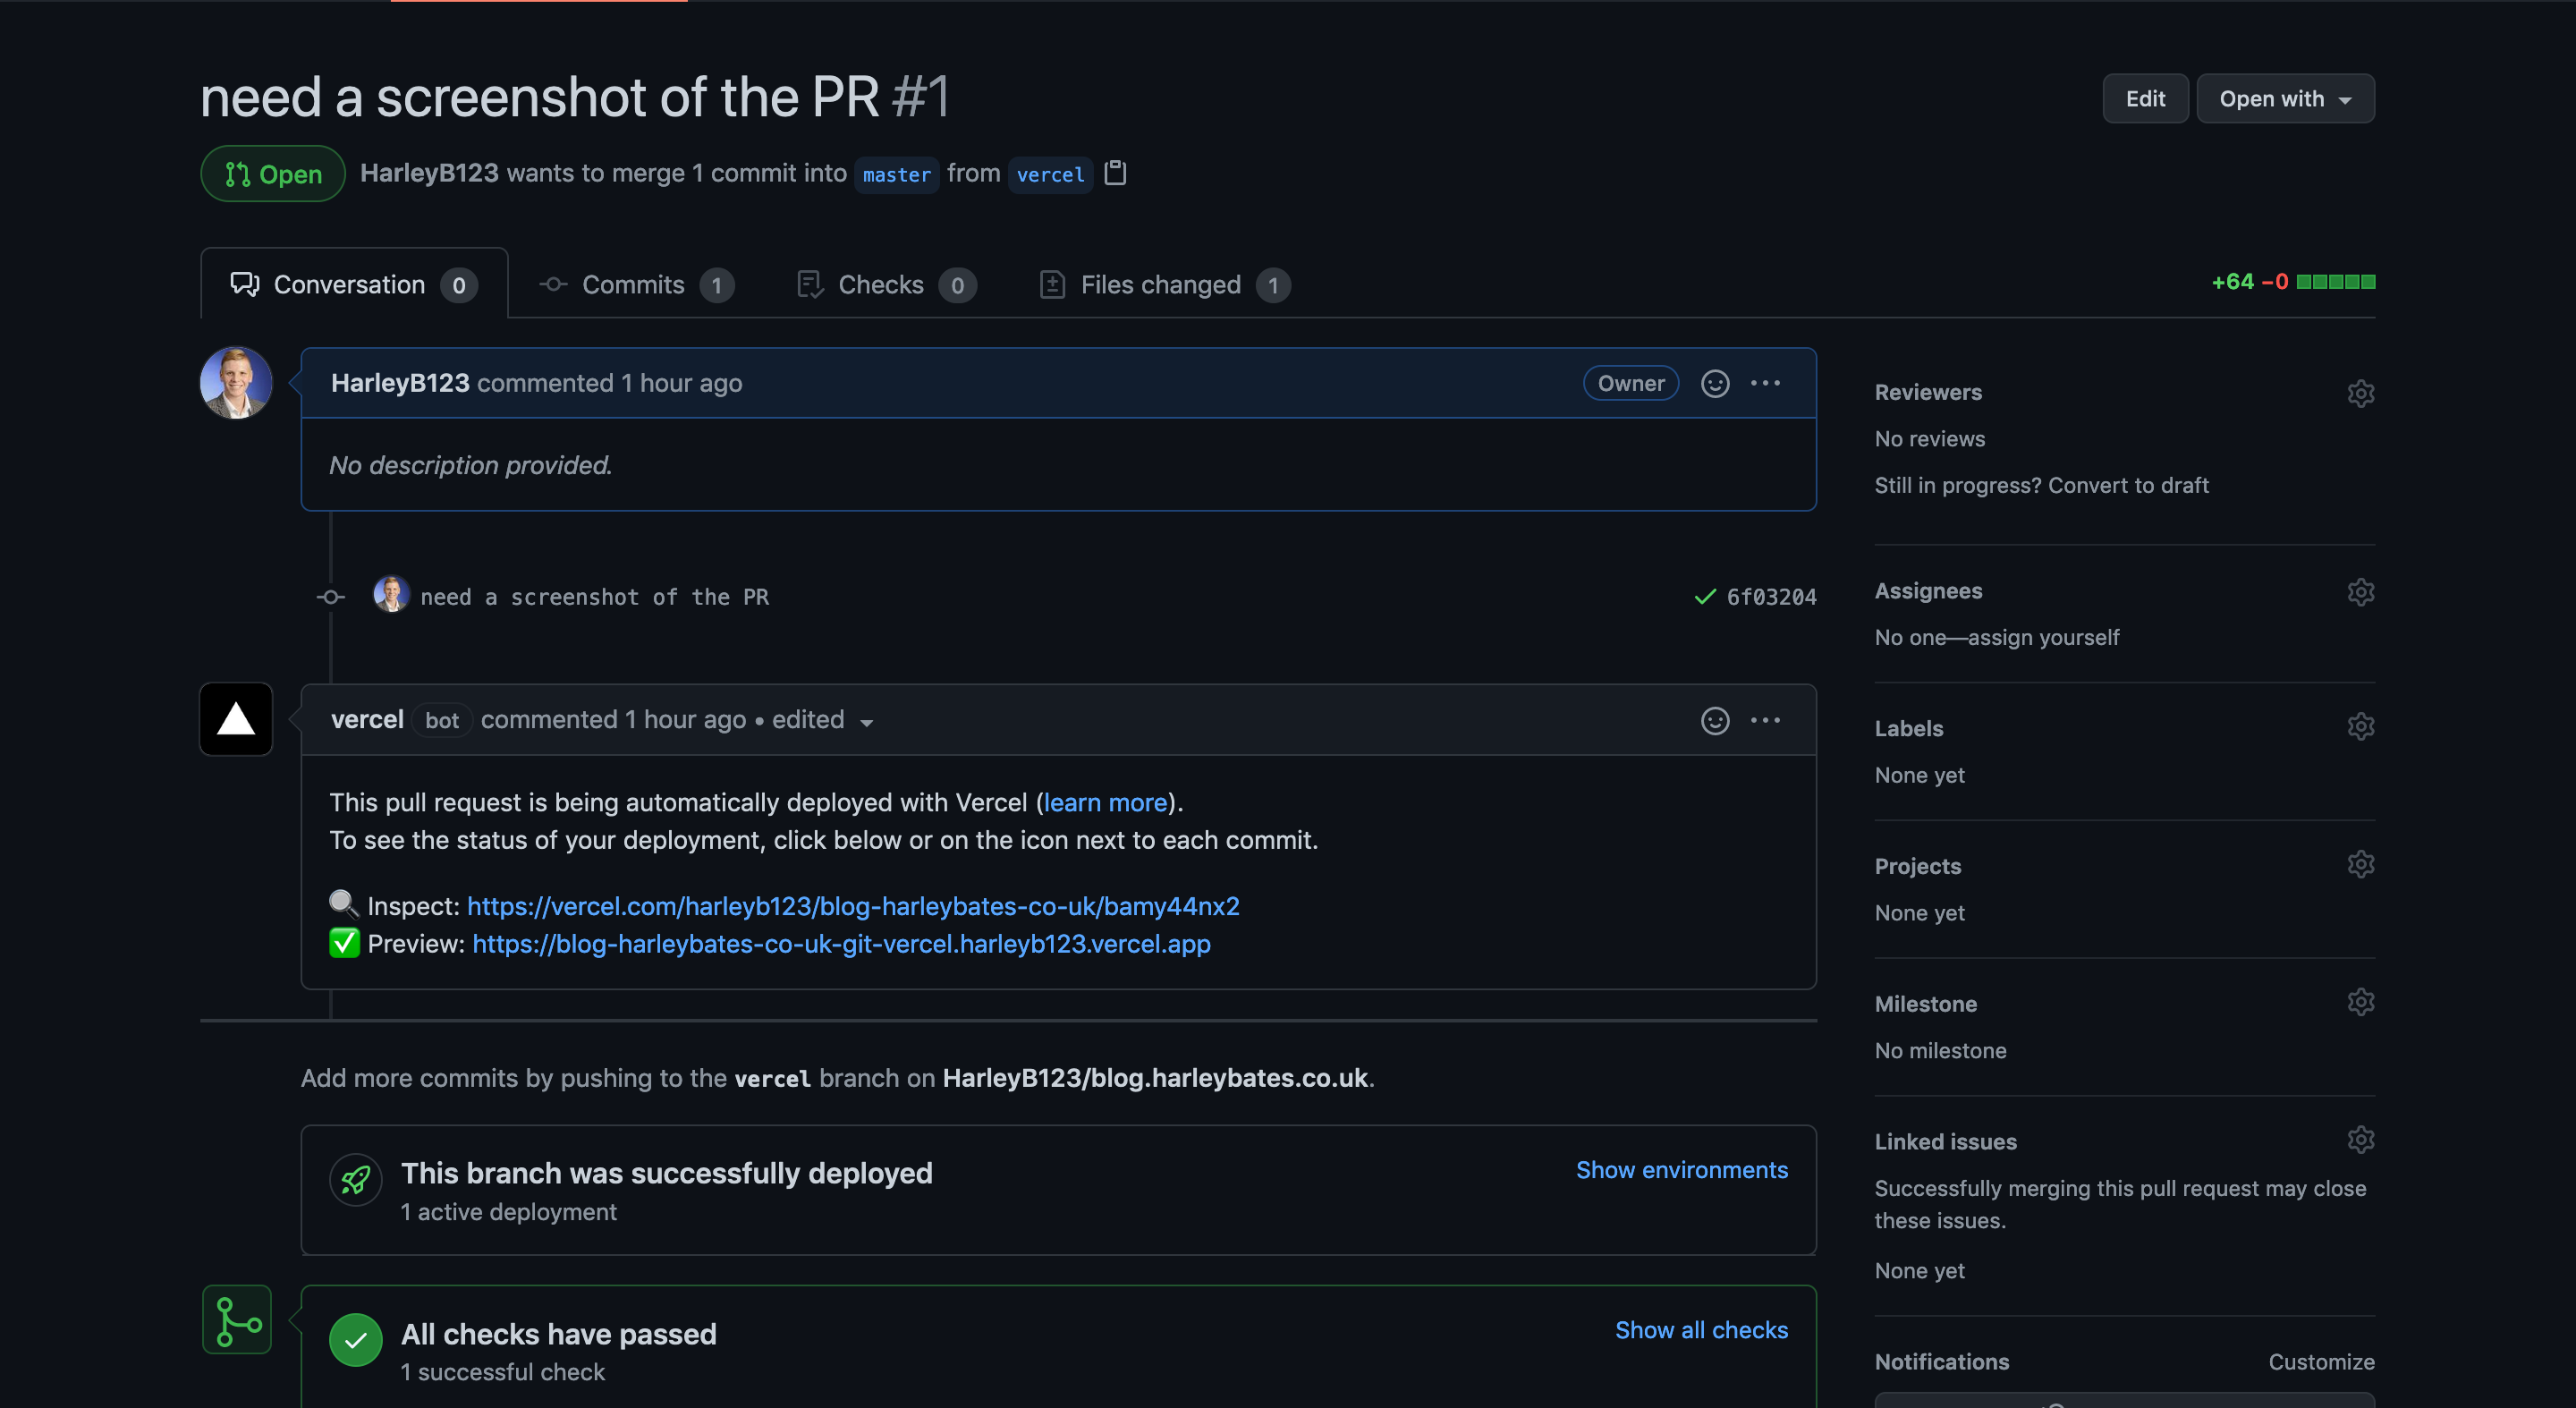 need a screenshot of the PR #1
Edit
Open with
Open
HarleyB123 wants to merge 1 commit into master from vercel
Conversation 0
Commits 1
Checks 0
Files changed 1
+64 −0
HarleyB123 commented 1 hour ago
Owner
No description provided.
need a screenshot of the PR
6f03204
vercel bot commented 1 hour ago • edited
This pull request is being automatically deployed with Vercel (learn more).
To see the status of your deployment, click below or on the icon next to each commit.
Inspect: https://vercel.com/harleyb123/blog-harleybates-co-uk/bamy44nx2
Preview: https://blog-harleybates-co-uk-git-vercel.harleyb123.vercel.app
Add more commits by pushing to the vercel branch on HarleyB123/blog.harleybates.co.uk.
This branch was successfully deployed
1 active deployment
Show environments
All checks have passed
1 successful check
Show all checks
Reviewers
No reviews
Still in progress? Convert to draft
Assignees
No one—assign yourself
Labels
None yet
Projects
None yet
Milestone
No milestone
Linked issues
Successfully merging this pull request may close
these issues.
None yet
Notifications
Customize